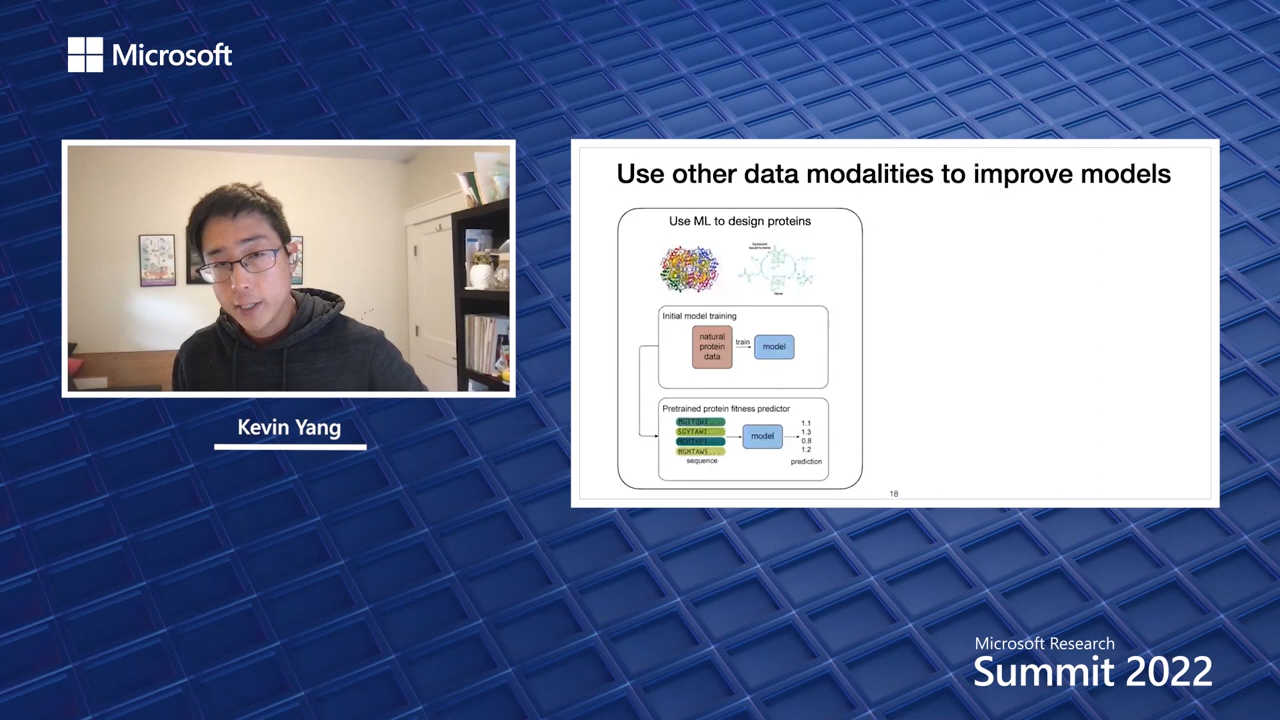 Microsoft
Kevin Yang
Use other data modalities to improve models
Use ML to design proteins
Initial model training
natural
protein
data
train
model
Pretrained protein fitness predictor
SGYTAWI...
MGMTAWS...
sequence
model
1.1
1.3
0.8
1.2
prediction
18
Microsoft Research
Summit 2022